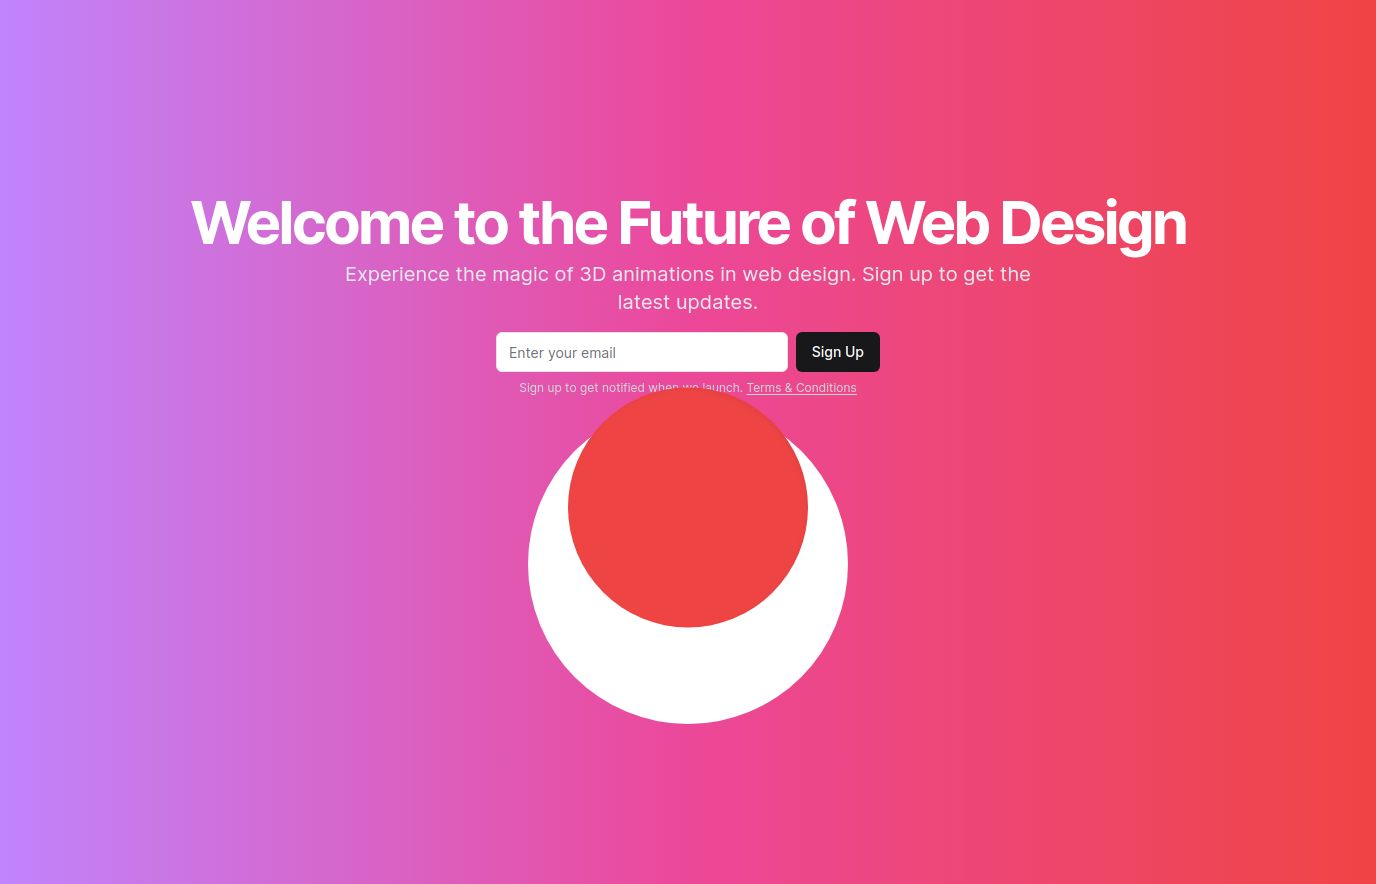 Welcome to the Future of Web Design
Experience the magic of 3D animations in web design. Sign up to get the
latest updates.
Enter your email
Sign Up
Sign up to get notified when we launch. Terms & Conditions